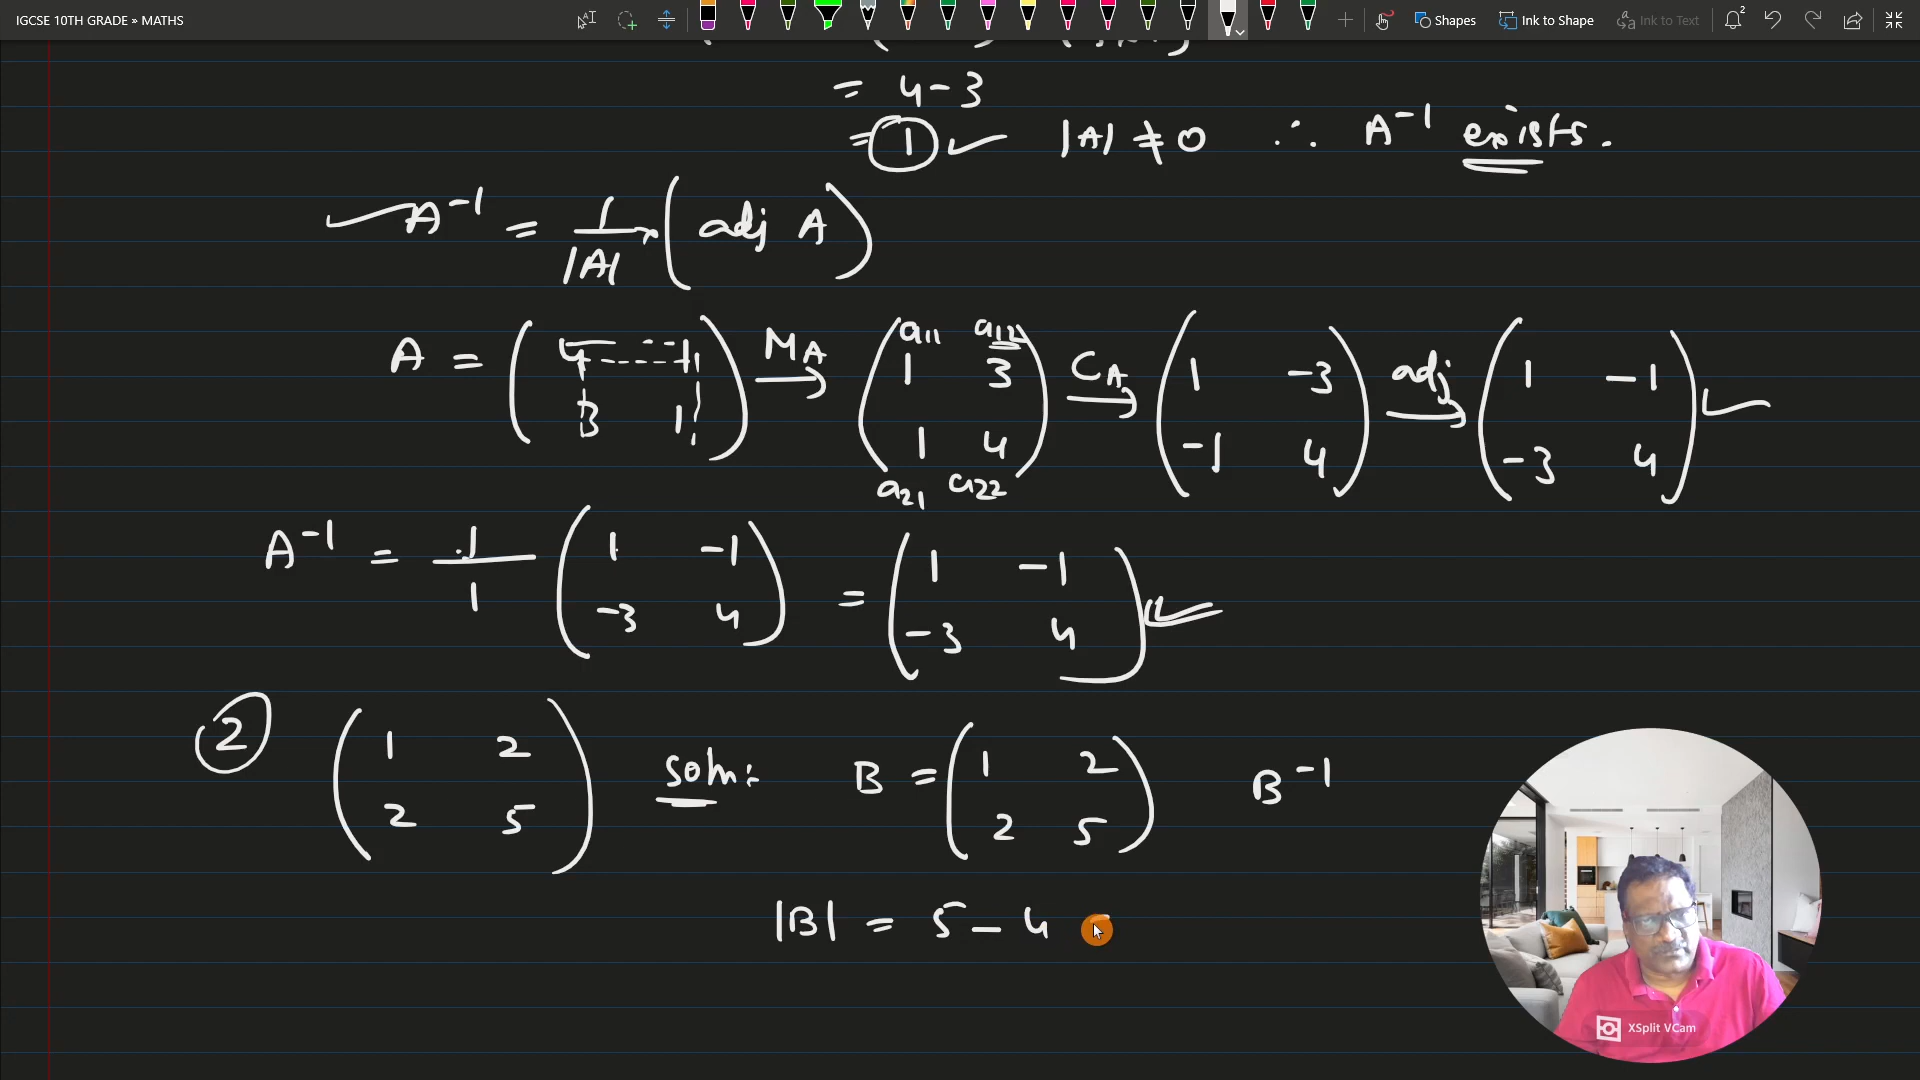 IGCSE 10TH GRADE » MATHS
Shapes Ink to Shape Ink to Text 2
= 4 - 3
= 1 |A| ≠ 0 ∴ A⁻¹ exists.
A⁻¹ = 1/|A| (adj A)
A = (4 1; 3 1) M_A→ (a₁₁ a₁₂; 1 3; 1 4; a₂₁ a₂₂) C_A→ (1 -3; -1 4) adj→ (1 -1; -3 4)
A⁻¹ = 1/1 (1 -1; -3 4) = (1 -1; -3 4)
2 (1 2; 2 5) soln: B = (1 2; 2 5) B⁻¹
|B| = 5 - 4
XSplit VCam